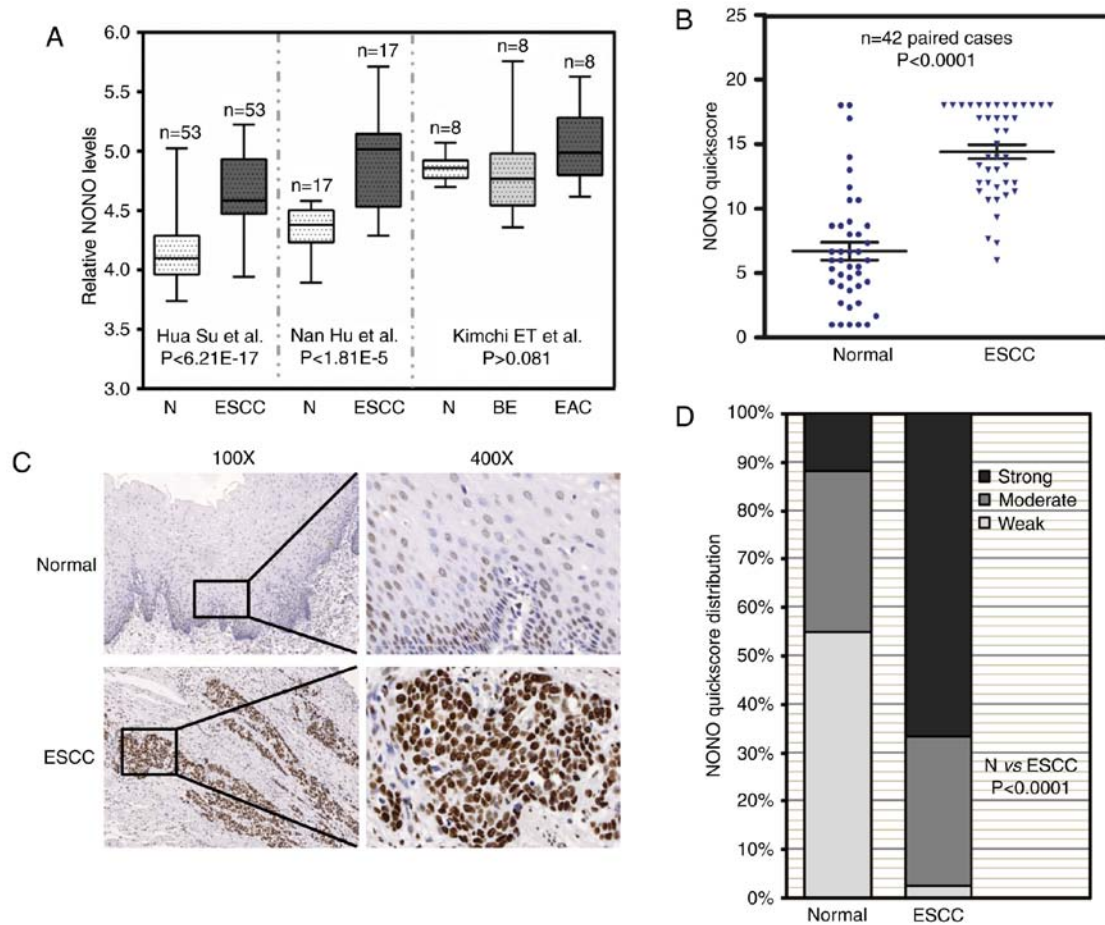 A
Relative NONO levels
6.0
5.5
5.0
4.5
4.0
3.5
3.0
n=53
n=53
n=17
n=17
n=8
n=8
n=8
Hua Su et al.
P<6.21E-17
Nan Hu et al.
P<1.81E-5
Kimchi ET et al.
P>0.081
N
ESCC
N
ESCC
N
BE
EAC
B
NONO quickscore
25
20
15
10
5
0
n=42 paired cases
P<0.0001
Normal
ESCC
C
100X
400X
Normal
ESCC
D
NONO quickscore distribution
100%
90%
80%
70%
60%
50%
40%
30%
20%
10%
0%
Strong
Moderate
Weak
N vs ESCC
P<0.0001
Normal
ESCC